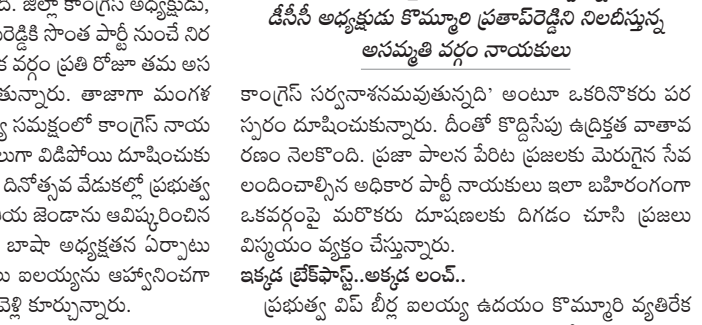 ది. జిల్లా కాంగ్రెస్ అధ్యక్షుడు,
రెడ్డికి సొంత పార్టీ నుంచే నిర
క వర్గం ప్రతి రోజూ తమ అస
తున్నారు. తాజాగా మంగళ
సమక్షంలో కాంగ్రెస్ నాయ
లుగా విడిపోయి దూషించుకు
దినోత్సవ వేడుకల్లో ప్రభుత్వ
య జెండాను ఆవిష్కరించిన
బాషా అధ్యక్షతన ఏర్పాటు
లు ఐలయ్యను ఆహ్వానించగా
వెళ్లి కూర్చున్నారు.
డీసీసీ అధ్యక్షుడు కొమ్మూరి ప్రతాప్‌రెడ్డిని నిలదీస్తున్న
అసమ్మతి వర్గం నాయకులు
కాంగ్రెస్ సర్వనాశనమవుతున్నది’ అంటూ ఒకరినొకరు పర
స్పరం దూషించుకున్నారు. దీంతో కొద్దిసేపు ఉద్రిక్తత వాతావ
రణం నెలకొంది. ప్రజా పాలన పేరిట ప్రజలకు మెరుగైన సేవ
లందించాల్సిన అధికార పార్టీ నాయకులు ఇలా బహిరంగంగా
ఒకవర్గంపై మరొకరు దూషణలకు దిగడం చూసి ప్రజలు
విస్మయం వ్యక్తం చేస్తున్నారు.
ఇక్కడ బ్రేక్‌ఫాస్ట్..అక్కడ లంచ్..
ప్రభుత్వ విప్ బీర్ల ఐలయ్య ఉదయం కొమ్మూరి వ్యతిరేక